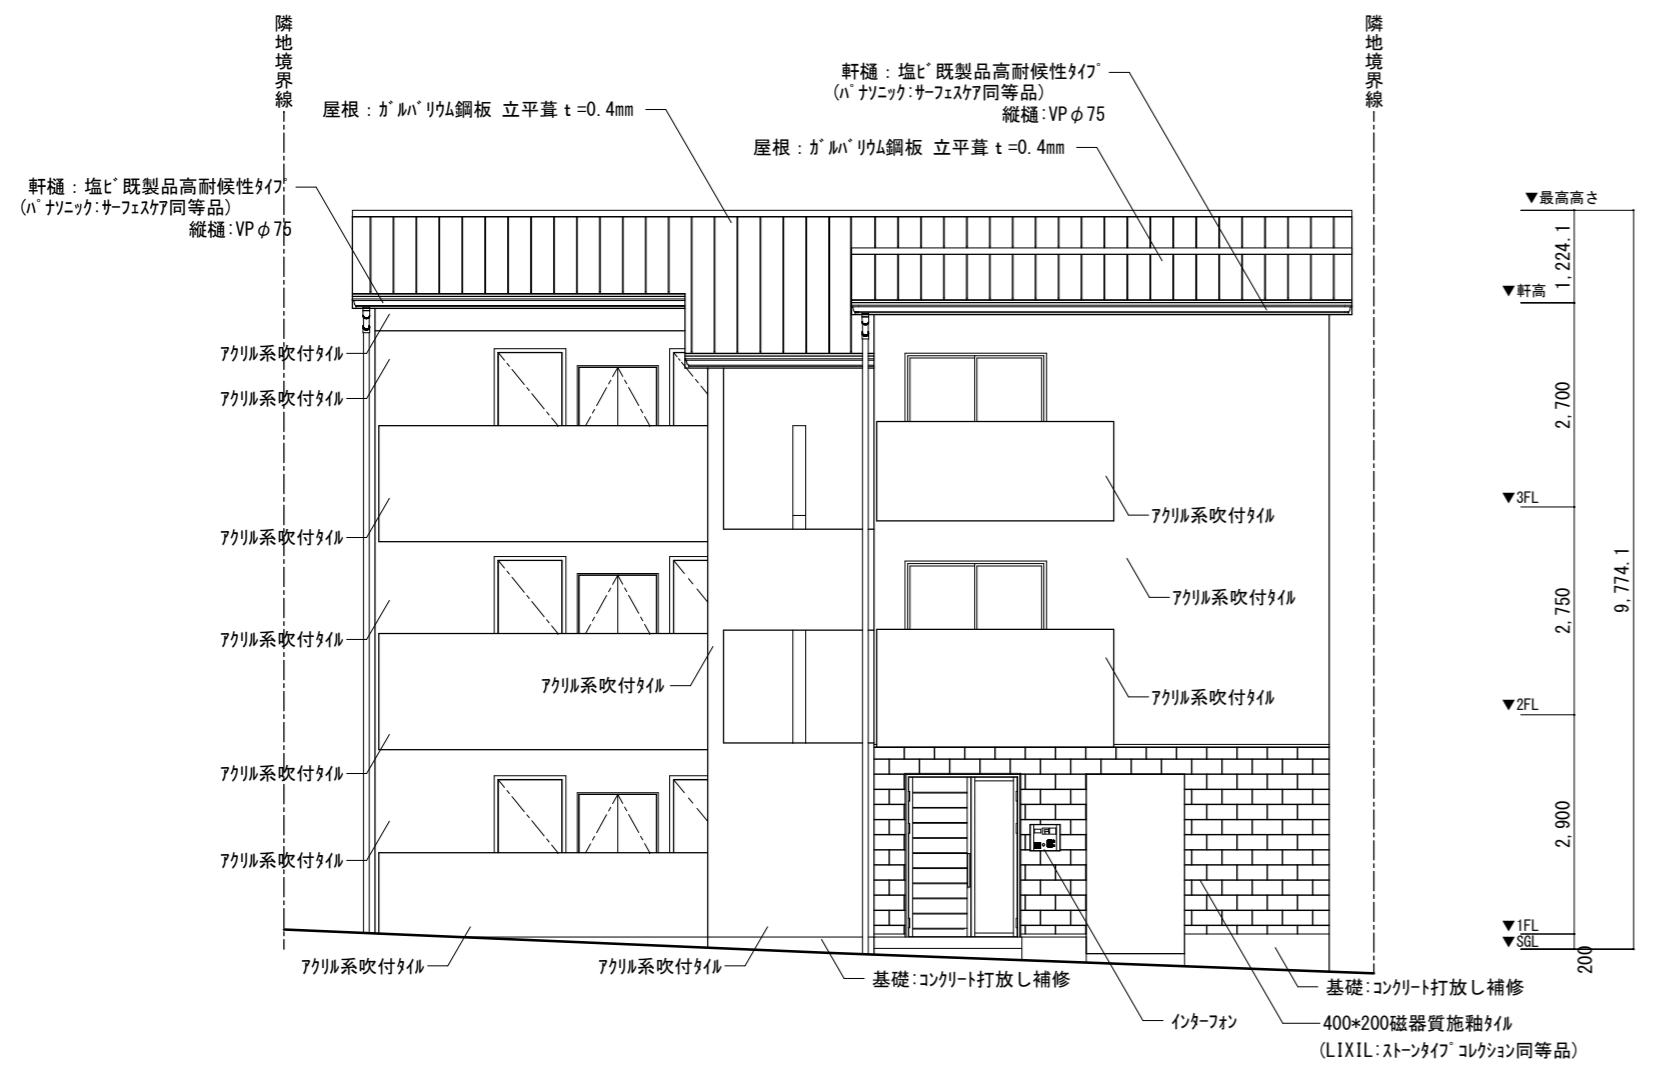 隣地境界線
隣地境界線
軒樋：塩ﾋﾞ既製品高耐候性ﾀｲﾌﾟ
(ﾊﾟﾅｿﾆｯｸ:ｻｰﾌｪｽｹｱ同等品)
縦樋:VPφ75
屋根：ｶﾞﾙﾊﾞﾘｳﾑ鋼板 立平葺ｔ=0.4mm
屋根：ｶﾞﾙﾊﾞﾘｳﾑ鋼板 立平葺ｔ=0.4mm
軒樋：塩ﾋﾞ既製品高耐候性ﾀｲﾌﾟ
(ﾊﾟﾅｿﾆｯｸ:ｻｰﾌｪｽｹｱ同等品)
縦樋:VPφ75
▼最高高さ
1,224.1
▼軒高
ｱｸﾘﾙ系吹付ﾀｲﾙ
ｱｸﾘﾙ系吹付ﾀｲﾙ
2,700
▼3FL
ｱｸﾘﾙ系吹付ﾀｲﾙ
ｱｸﾘﾙ系吹付ﾀｲﾙ
9,774.1
ｱｸﾘﾙ系吹付ﾀｲﾙ
2,750
ｱｸﾘﾙ系吹付ﾀｲﾙ
ｱｸﾘﾙ系吹付ﾀｲﾙ
ｱｸﾘﾙ系吹付ﾀｲﾙ
▼2FL
ｱｸﾘﾙ系吹付ﾀｲﾙ
2,900
ｱｸﾘﾙ系吹付ﾀｲﾙ
▼1FL
▼SGL
200
ｱｸﾘﾙ系吹付ﾀｲﾙ
ｱｸﾘﾙ系吹付ﾀｲﾙ
基礎:ｺﾝｸﾘｰﾄ打放し補修
基礎:ｺﾝｸﾘｰﾄ打放し補修
ｲﾝﾀｰﾌｫﾝ
400*200磁器質施釉ﾀｲﾙ
(LIXIL:ｽﾄｰﾝﾀｲﾌﾟｺﾚｸｼｮﾝ同等品)